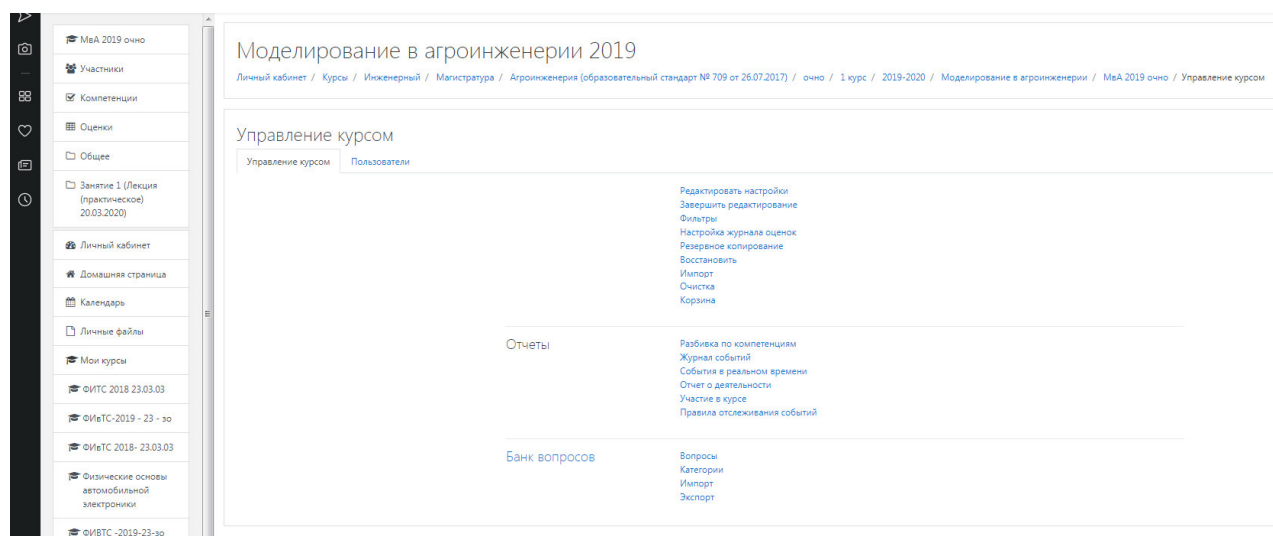 МвА 2019 очно
Участники
Компетенции
Оценки
Общее
Занятие 1 (Лекция
(практическое)
20.03.2020)
Личный кабинет
Домашняя страница
Календарь
Личные файлы
Мои курсы
ФИТС 2018 23.03.03
ФИвТС-2019 - 23 - зо
ФИвТС 2018- 23.03.03
Физические основы
автомобильной
электроники
ФИВТС -2019-23-зо
Моделирование в агроинженерии 2019
Личный кабинет / Курсы / Инженерный / Магистратура / Агроинженерия (образовательный стандарт № 709 от 26.07.2017) / очно / 1 курс / 2019-2020 / Моделирование в агроинженерии / МвА 2019 очно / Управление курсом
Управление курсом
Управление курсом Пользователи
Редактировать настройки
Завершить редактирование
Фильтры
Настройка журнала оценок
Резервное копирование
Восстановить
Импорт
Очистка
Корзина
Отчеты
Разбивка по компетенциям
Журнал событий
События в реальном времени
Отчет о деятельности
Участие в курсе
Правила отслеживания событий
Банк вопросов
Вопросы
Категории
Импорт
Экспорт